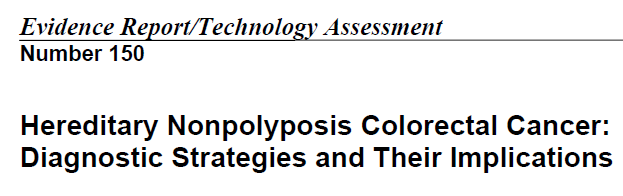 Evidence Report/Technology Assessment
Number 150
Hereditary Nonpolyposis Colorectal Cancer:
Diagnostic Strategies and Their Implications